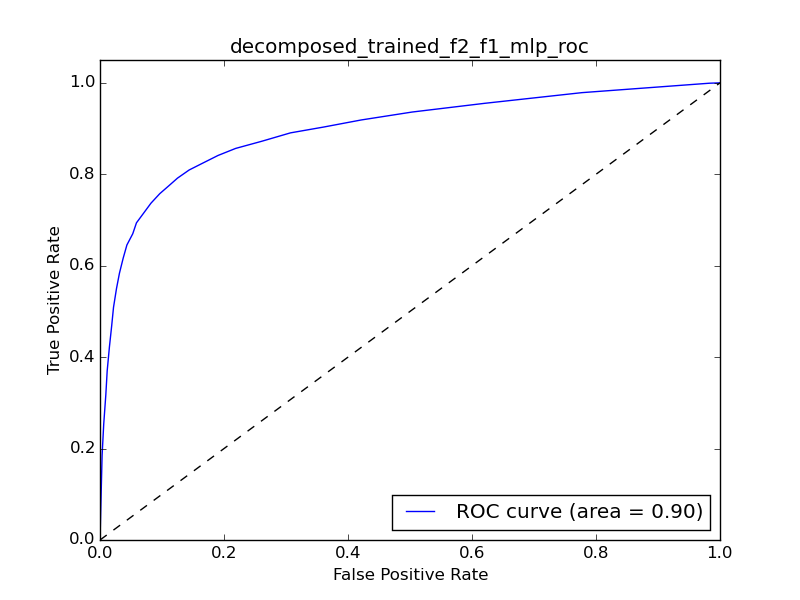 decomposed_trained_f2_f1_mlp_roc
1.0
0.8
0.6
0.4
0.2
0.0
True Positive Rate
ROC curve (area = 0.90)
0.0 0.2 0.4 0.6 0.8 1.0
False Positive Rate